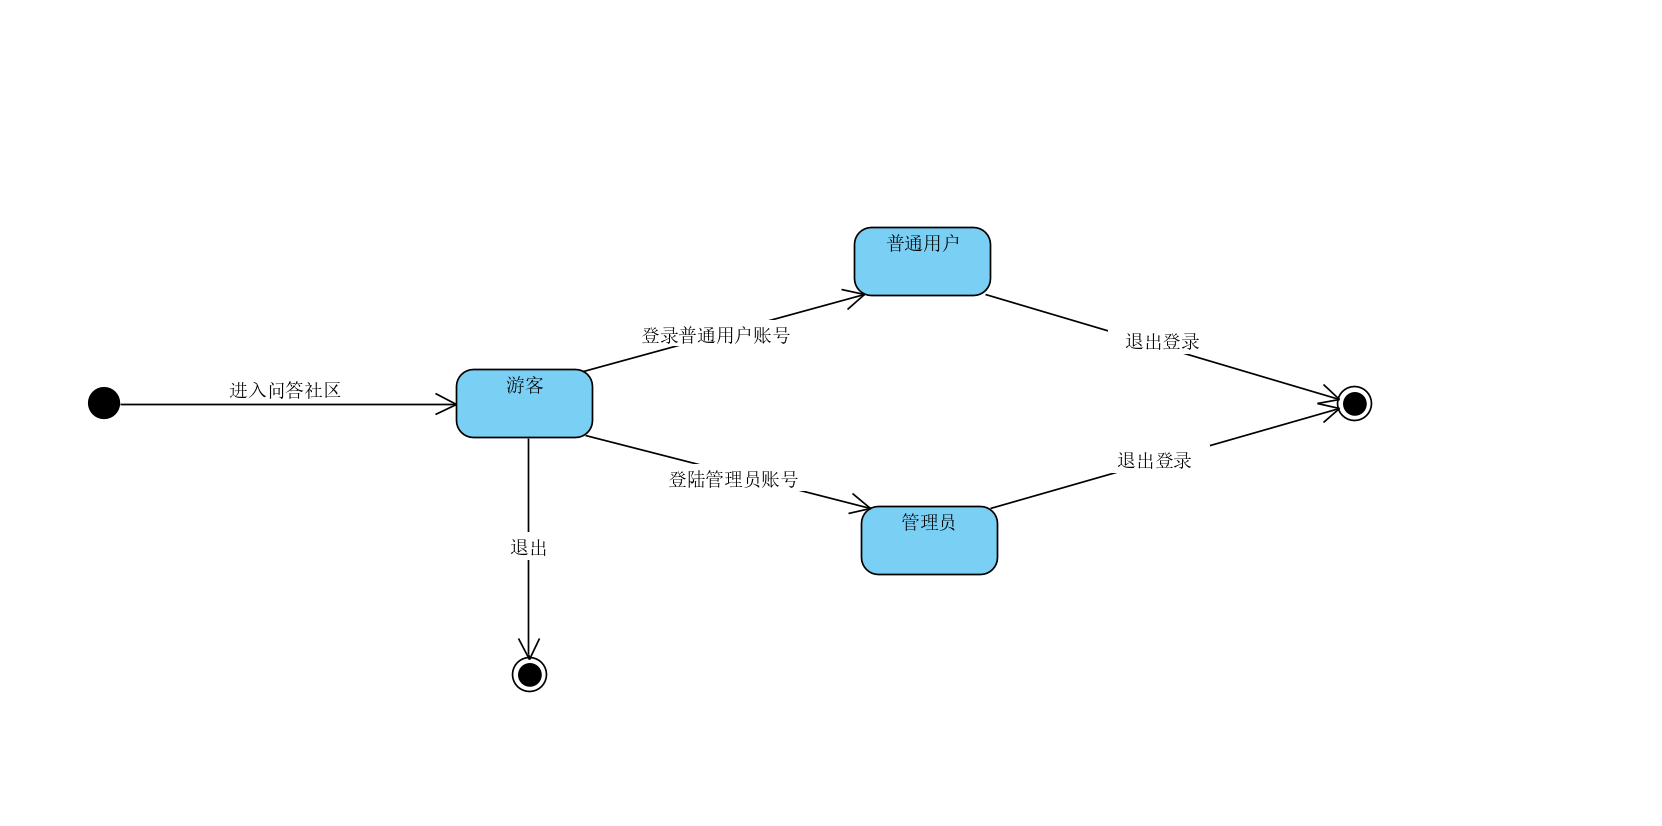 普通用户
登录普通用户账号
退出登录
游客
进入问答社区
退出登录
登陆管理员账号
管理员
退出